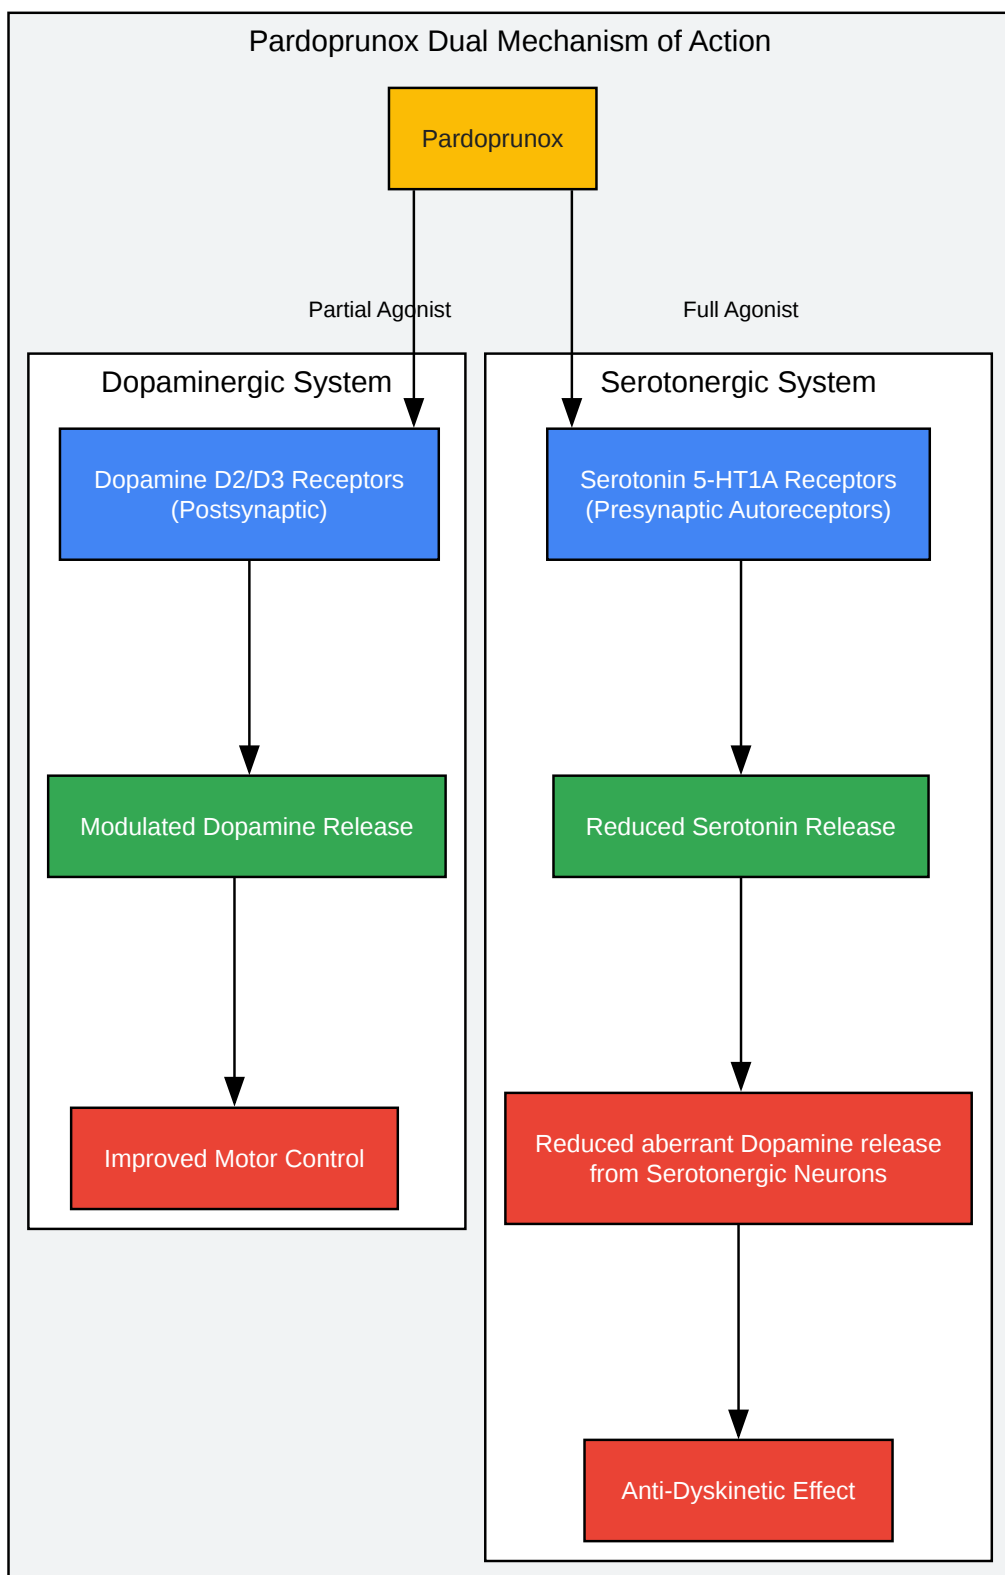 Pardoprunox Dual Mechanism of Action
Pardoprunox
Partial Agonist
Full Agonist
Dopaminergic System
Dopamine D2/D3 Receptors
(Postsynaptic)
Modulated Dopamine Release
Improved Motor Control
Serotonergic System
Serotonin 5-HT1A Receptors
(Presynaptic Autoreceptors)
Reduced Serotonin Release
Reduced aberrant Dopamine release
from Serotonergic Neurons
Anti-Dyskinetic Effect